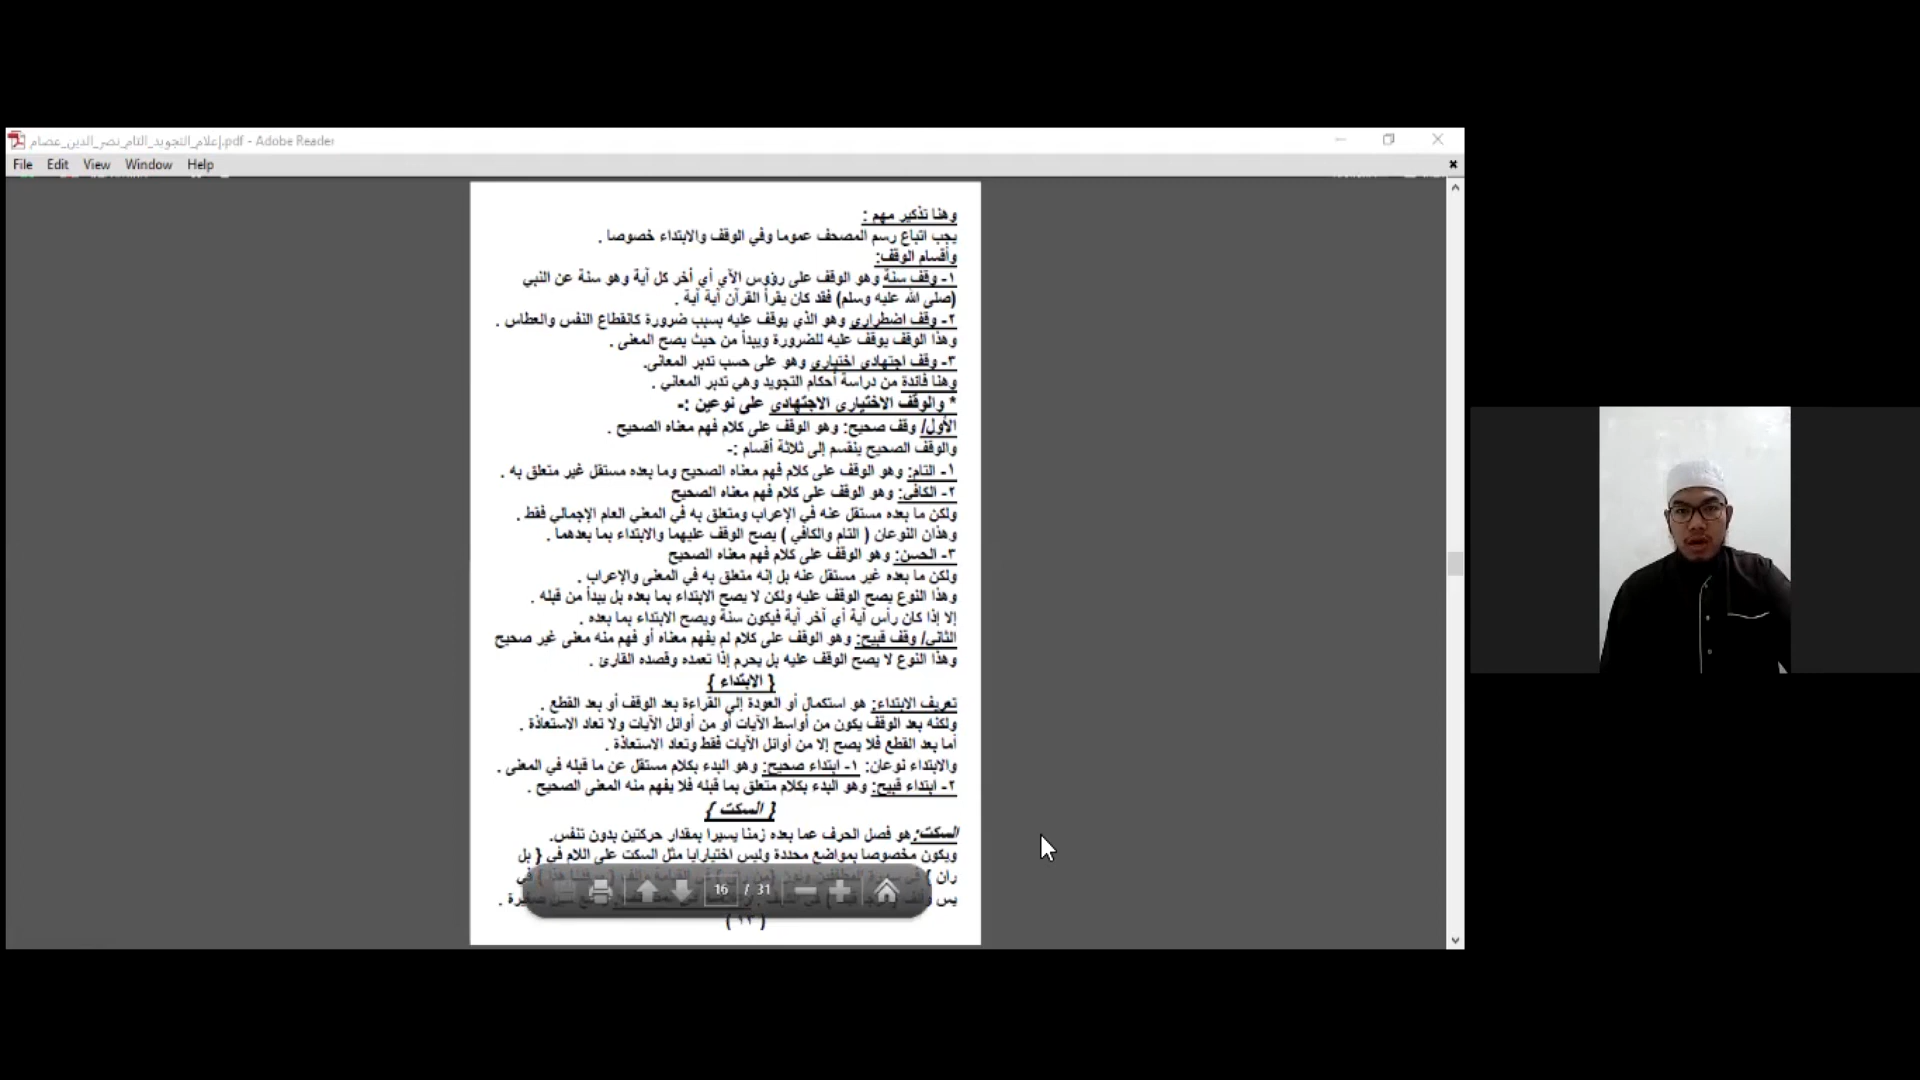 إعلام_التجويد_التام_نصر_الدين_عصام.pdf - Adobe Reader
File Edit View Window Help
وهنا تذكير مهم :
يجب اتباع رسم المصحف عموما وفي الوقف والابتداء خصوصا .
وأقسام الوقف:
١- وقف سنة وهو الوقف على رؤوس الآي أي أخر كل آية وهو سنة عن النبي
(صلى الله عليه وسلم) فقد كان يقرأ القرآن آية آية .
٢- وقف اضطراري وهو الذي يوقف عليه بسبب ضرورة كانقطاع النفس والعطاس .
وهذا الوقف يوقف عليه للضرورة ويبدأ من حيث يصح المعنى .
٣- وقف اجتهادي اختياري وهو على حسب تدبر المعاني.
وهنا فائدة من دراسة أحكام التجويد وهي تدبر المعاني .
* والوقف الاختياري الاجتهادي على نوعين :-
الأول/ وقف صحيح: وهو الوقف على كلام فهم معناه الصحيح .
والوقف الصحيح ينقسم إلى ثلاثة أقسام :-
١- التام: وهو الوقف على كلام فهم معناه الصحيح وما بعده مستقل غير متعلق به .
٢- الكافي: وهو الوقف على كلام فهم معناه الصحيح
ولكن ما بعده مستقل عنه في الإعراب ومتعلق به في المعني العام الإجمالي فقط .
وهذان النوعان ( التام والكافي ) يصح الوقف عليهما والابتداء بما بعدهما .
٣- الحسن: وهو الوقف على كلام فهم معناه الصحيح
ولكن ما بعده غير مستقل عنه بل إنه متعلق به في المعنى والإعراب .
وهذا النوع يصح الوقف عليه ولكن لا يصح الابتداء بما بعده بل يبدأ من قبله .
إلا إذا كان رأس آية أي آخر آية فيكون سنة ويصح الابتداء بما بعده .
الثاني/ وقف قبيح: وهو الوقف على كلام لم يفهم معناه أو فهم منه معنى غير صحيح
وهذا النوع لا يصح الوقف عليه بل يحرم إذا تعمده وقصده القارئ .
{ الابتداء }
تعريف الابتداء: هو استكمال أو العودة إلى القراءة بعد الوقف أو بعد القطع .
ولكنه بعد الوقف يكون من أواسط الآيات أو من أوائل الآيات ولا تعاد الاستعاذة .
أما بعد القطع فلا يصح إلا من أوائل الآيات فقط وتعاد الاستعاذة .
والابتداء نوعان: ١- ابتداء صحيح: وهو البدء بكلام مستقل عن ما قبله في المعنى .
٢- ابتداء قبيح: وهو البدء بكلام متعلق بما قبله فلا يفهم منه المعنى الصحيح .
{ السكت }
السكت: هو فصل الحرف عما بعده زمنا يسيرا بمقدار حركتين بدون تنفس.
ويكون مخصوصا بمواضع محددة وليس اختياريا مثل السكت على اللام في { بل
ران } في
يس
صغيرة .
16 / 31
( ١٣ )